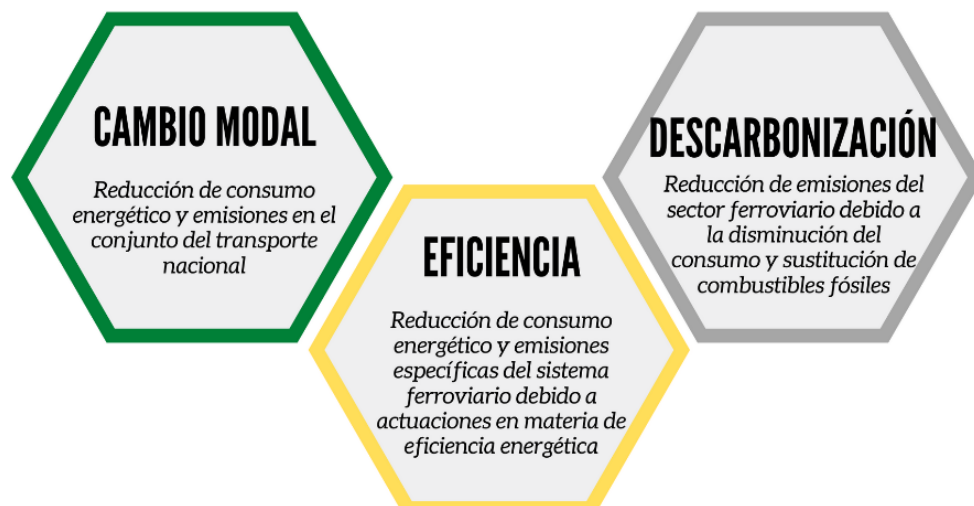 CAMBIO MODAL
Reducción de consumo
energético y emisiones en el
conjunto del transporte
nacional
EFICIENCIA
Reducción de consumo
energético y emisiones
específicas del sistema
ferroviario debido a
actuaciones en materia de
eficiencia energética
DESCARBONIZACIÓN
Reducción de emisiones del
sector ferroviario debido a
la disminución del
consumo y sustitución de
combustibles fósiles